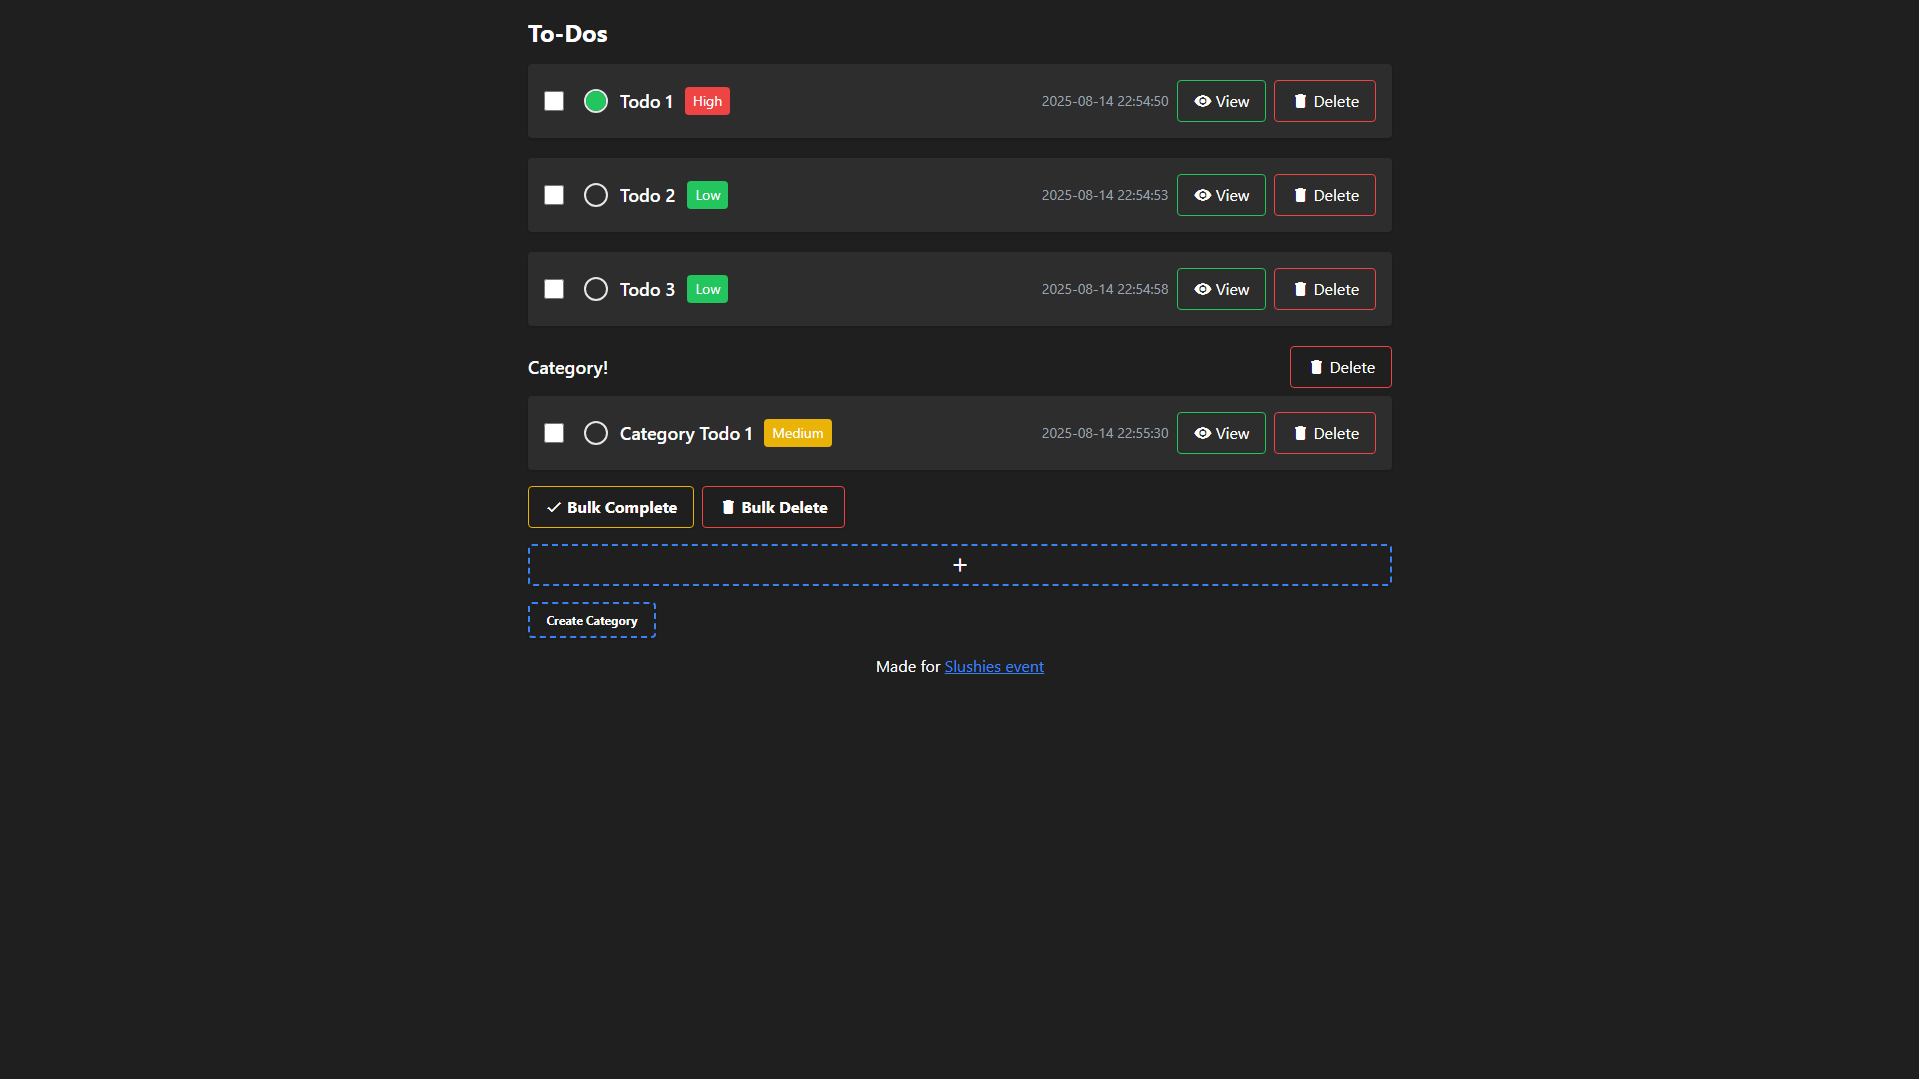 To-Dos
Todo 1 High 2025-08-14 22:54:50 View Delete
Todo 2 Low 2025-08-14 22:54:53 View Delete
Todo 3 Low 2025-08-14 22:54:58 View Delete
Category! Delete
Category Todo 1 Medium 2025-08-14 22:55:30 View Delete
Bulk Complete Bulk Delete
+
Create Category
Made for Slushies event